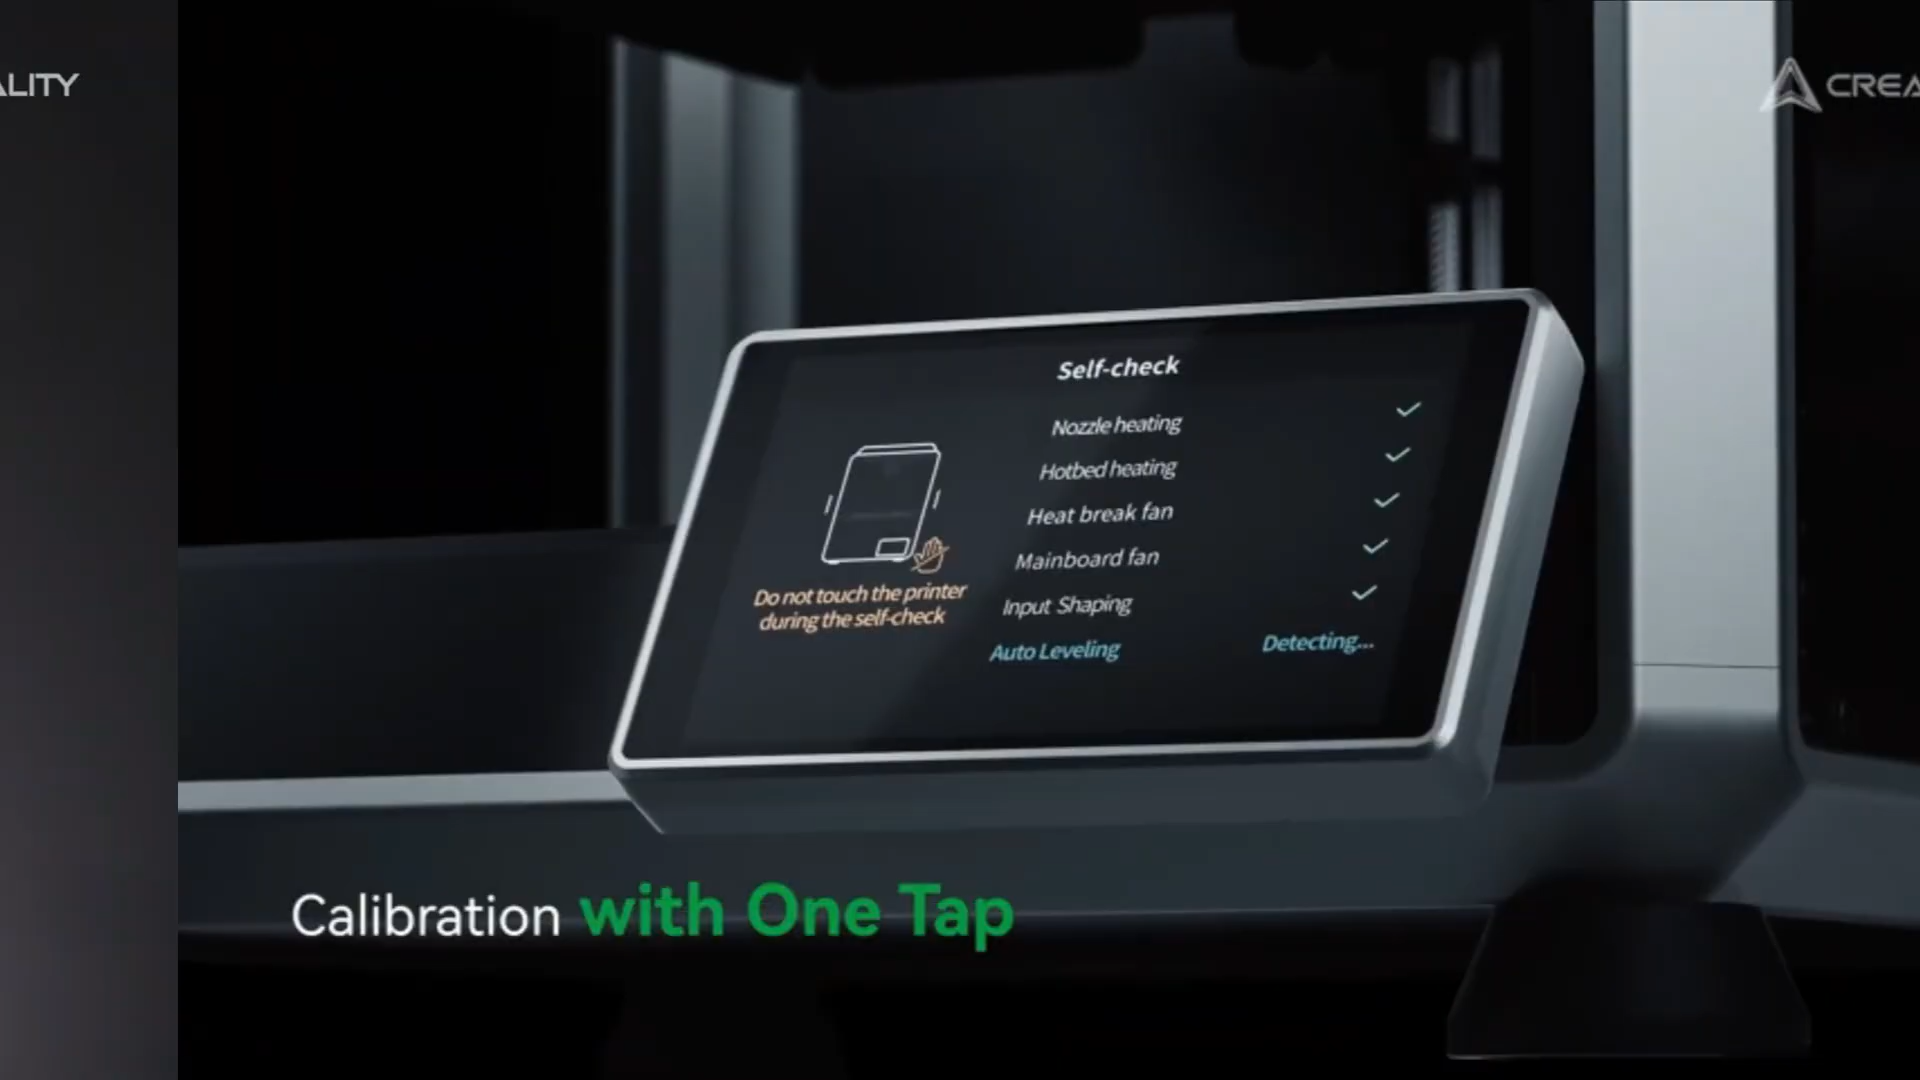 ALITY
CREA
Self-check
Nozzle heating
Hotbed heating
Heat break fan
Mainboard fan
Input Shaping
Auto Leveling Detecting...
Do not touch the printer
during the self-check
Calibration with One Tap